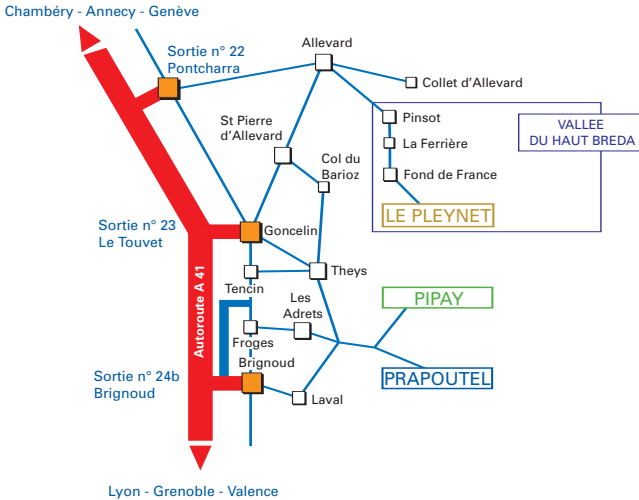 Chambéry - Annecy - Genève
Sortie n° 22
Pontcharra
Allevard
Collet d'Allevard
Pinsot
VALLEE
DU HAUT BREDA
St Pierre
d'Allevard
La Ferrière
Col du
Barioz
Fond de France
LE PLEYNET
Sortie n° 23
Le Touvet
Goncelin
Autoroute A 41
Theys
Tencin
Les
Adrets
PIPAY
Froges
Brignoud
Sortie n° 24b
Brignoud
PRAPOUTEL
Laval
Lyon - Grenoble - Valence